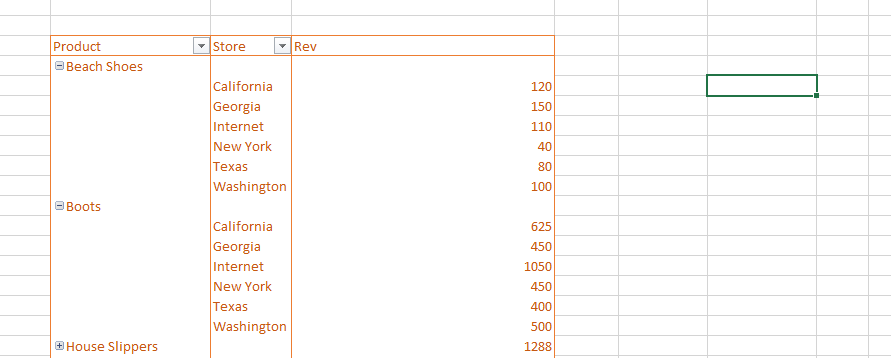 Product Store Rev
Beach Shoes
California 120
Georgia 150
Internet 110
New York 40
Texas 80
Washington 100
Boots
California 625
Georgia 450
Internet 1050
New York 450
Texas 400
Washington 500
House Slippers 1288